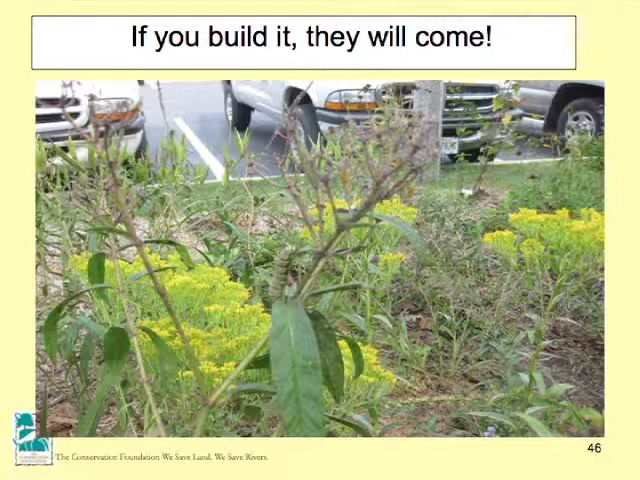 If you build it, they will come!
46
The Conservation Foundation We Save Land. We Save Rivers.